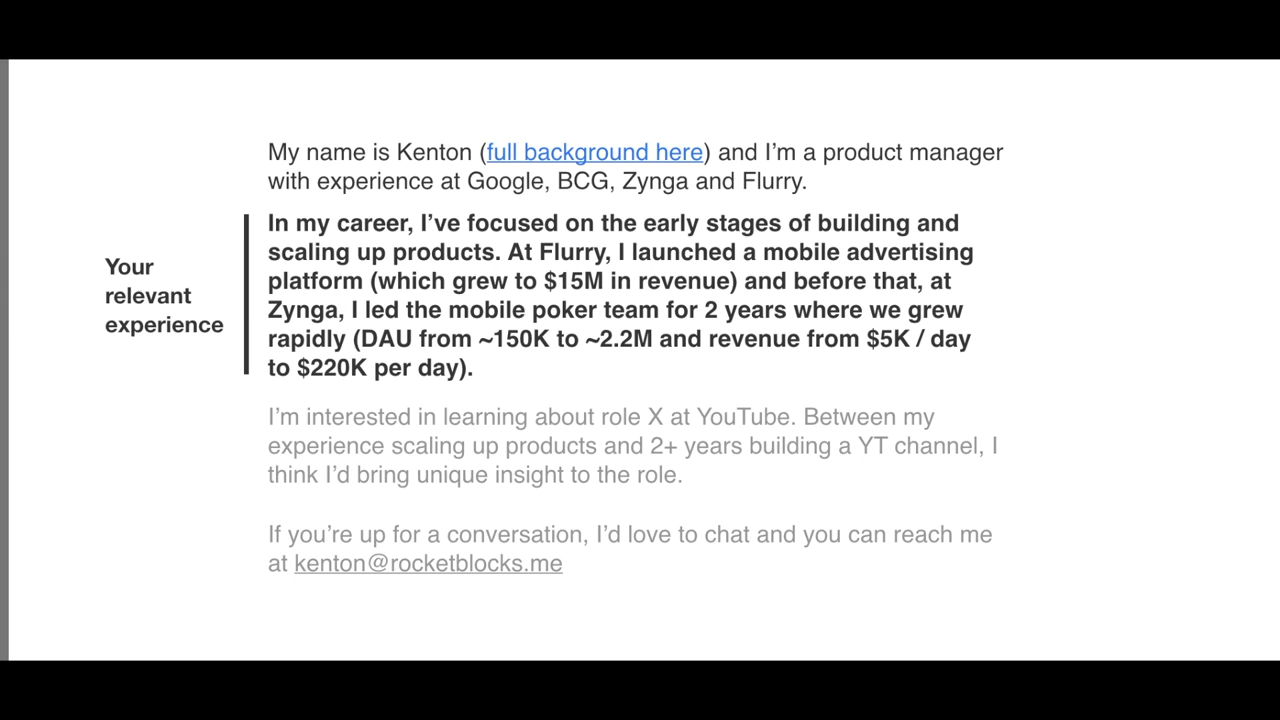 My name is Kenton (full background here) and I’m a product manager
with experience at Google, BCG, Zynga and Flurry.
Your
relevant
experience
In my career, I’ve focused on the early stages of building and
scaling up products. At Flurry, I launched a mobile advertising
platform (which grew to $15M in revenue) and before that, at
Zynga, I led the mobile poker team for 2 years where we grew
rapidly (DAU from ~150K to ~2.2M and revenue from $5K / day
to $220K per day).
I’m interested in learning about role X at YouTube. Between my
experience scaling up products and 2+ years building a YT channel, I
think I’d bring unique insight to the role.
If you’re up for a conversation, I’d love to chat and you can reach me
at kenton@rocketblocks.me